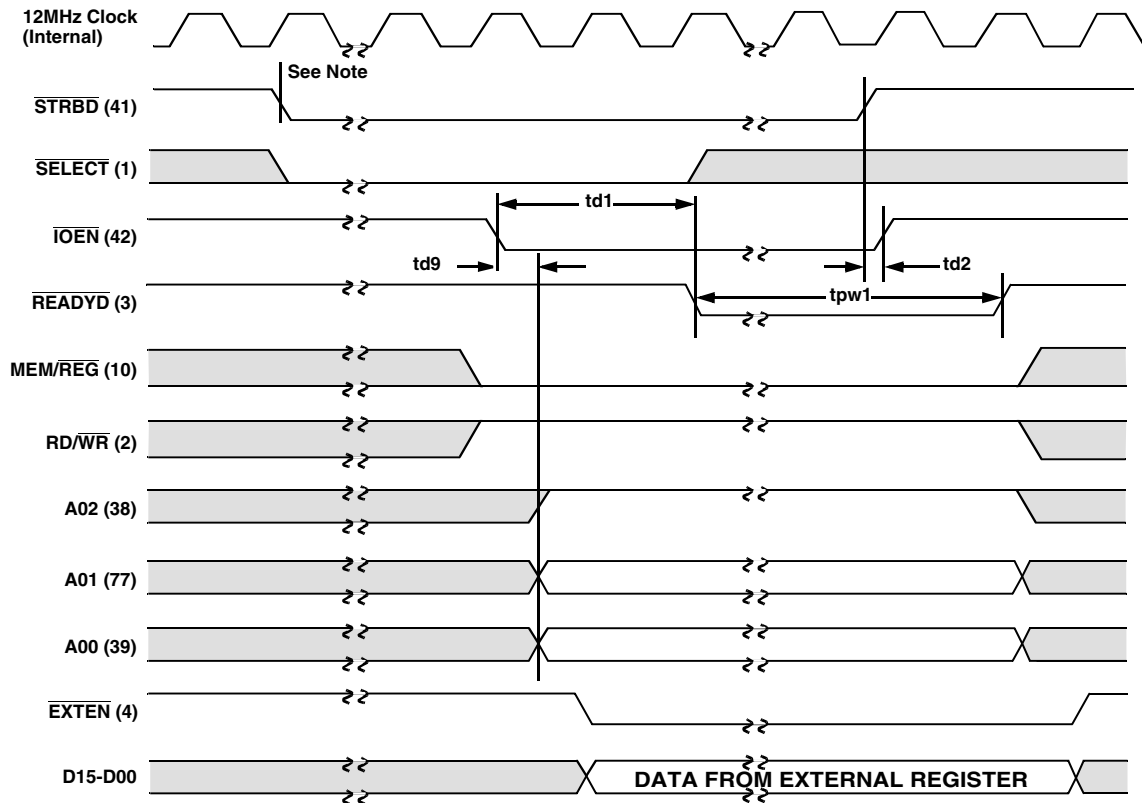 12MHz Clock
(Internal)
See Note
STRBD (41)
SELECT (1)
td1
IOEN (42)
td9
td2
tpw1
READYD (3)
MEM/REG (10)
RD/WR (2)
A02 (38)
A01 (77)
A00 (39)
EXTEN (4)
D15-D00
DATA FROM EXTERNAL REGISTER